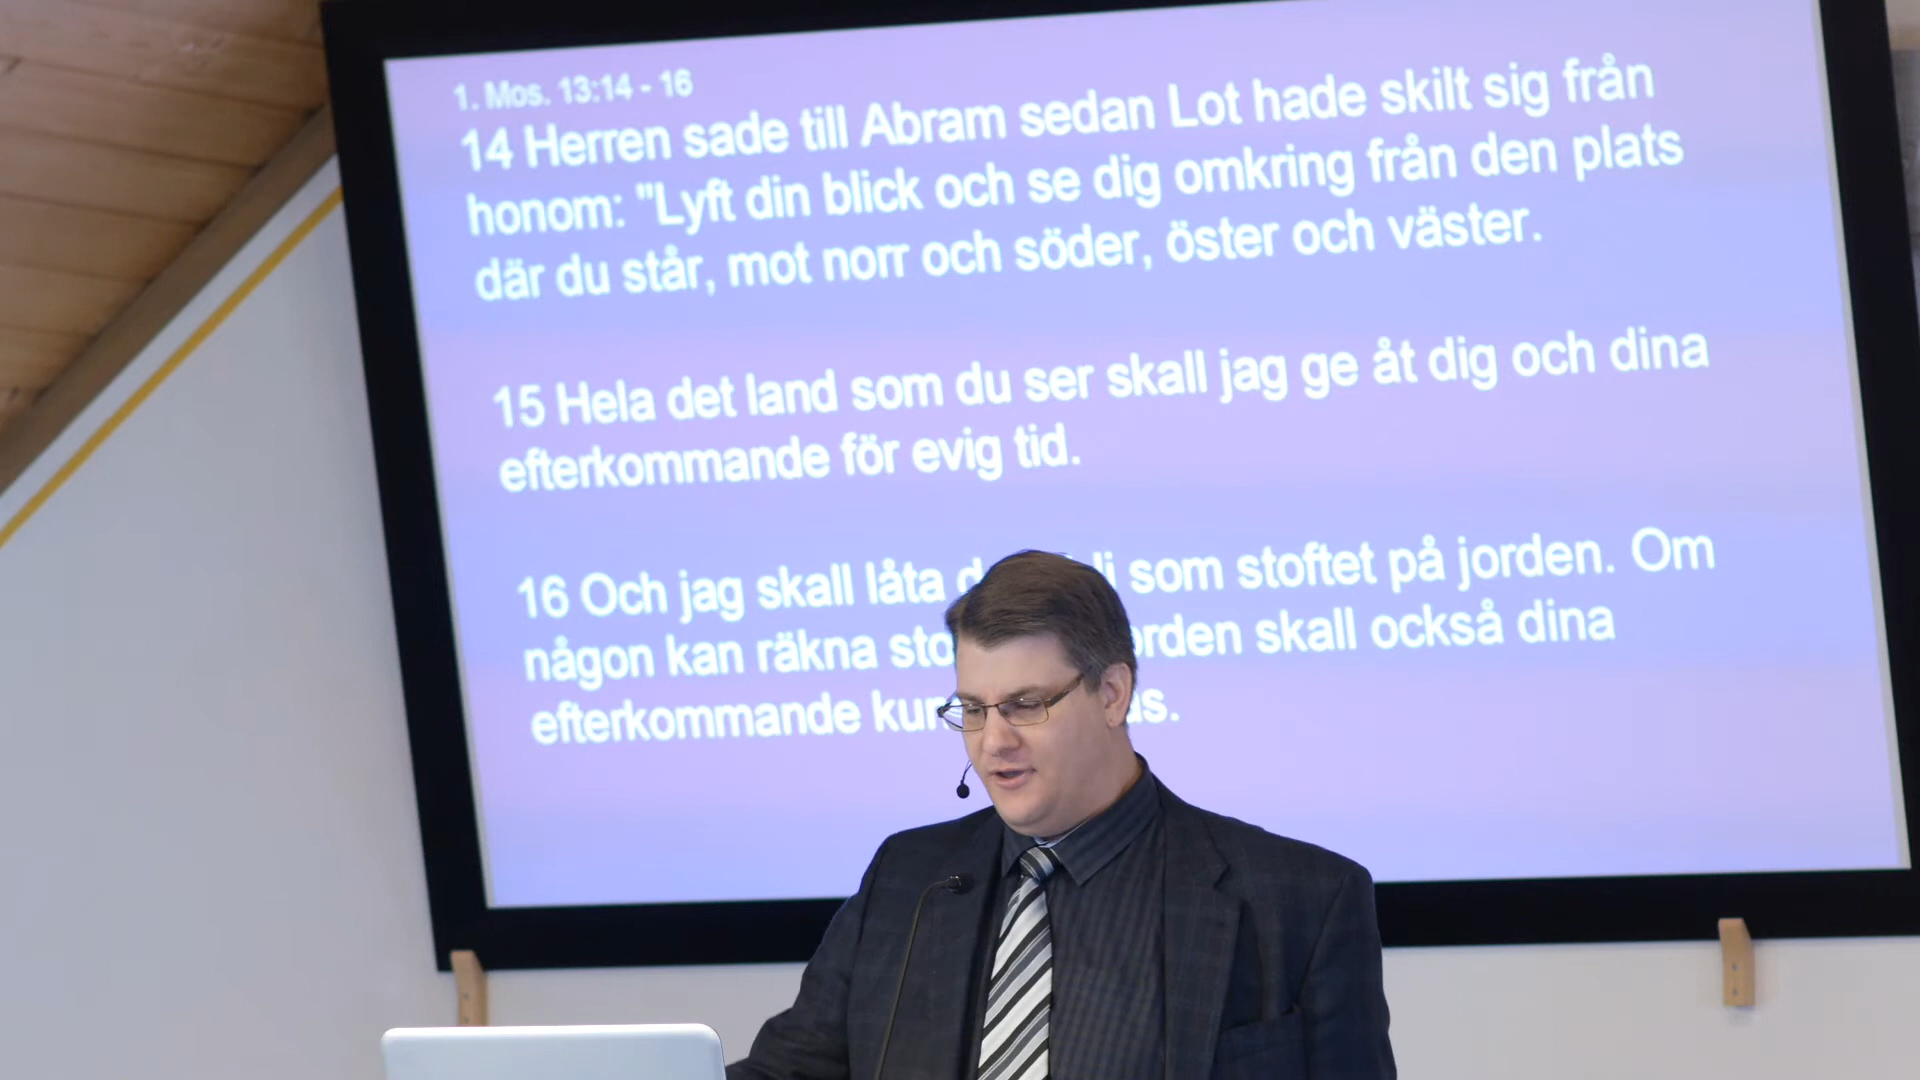 1. Mos. 13:14 - 16
14 Herren sade till Abram sedan Lot hade skilt sig från
honom: "Lyft din blick och se dig omkring från den plats
där du står, mot norr och söder, öster och väster.
15 Hela det land som du ser skall jag ge åt dig och dina
efterkommande för evig tid.
16 Och jag skall låta som stoftet på jorden. Om
någon kan räkna skall också dina
efterkommande